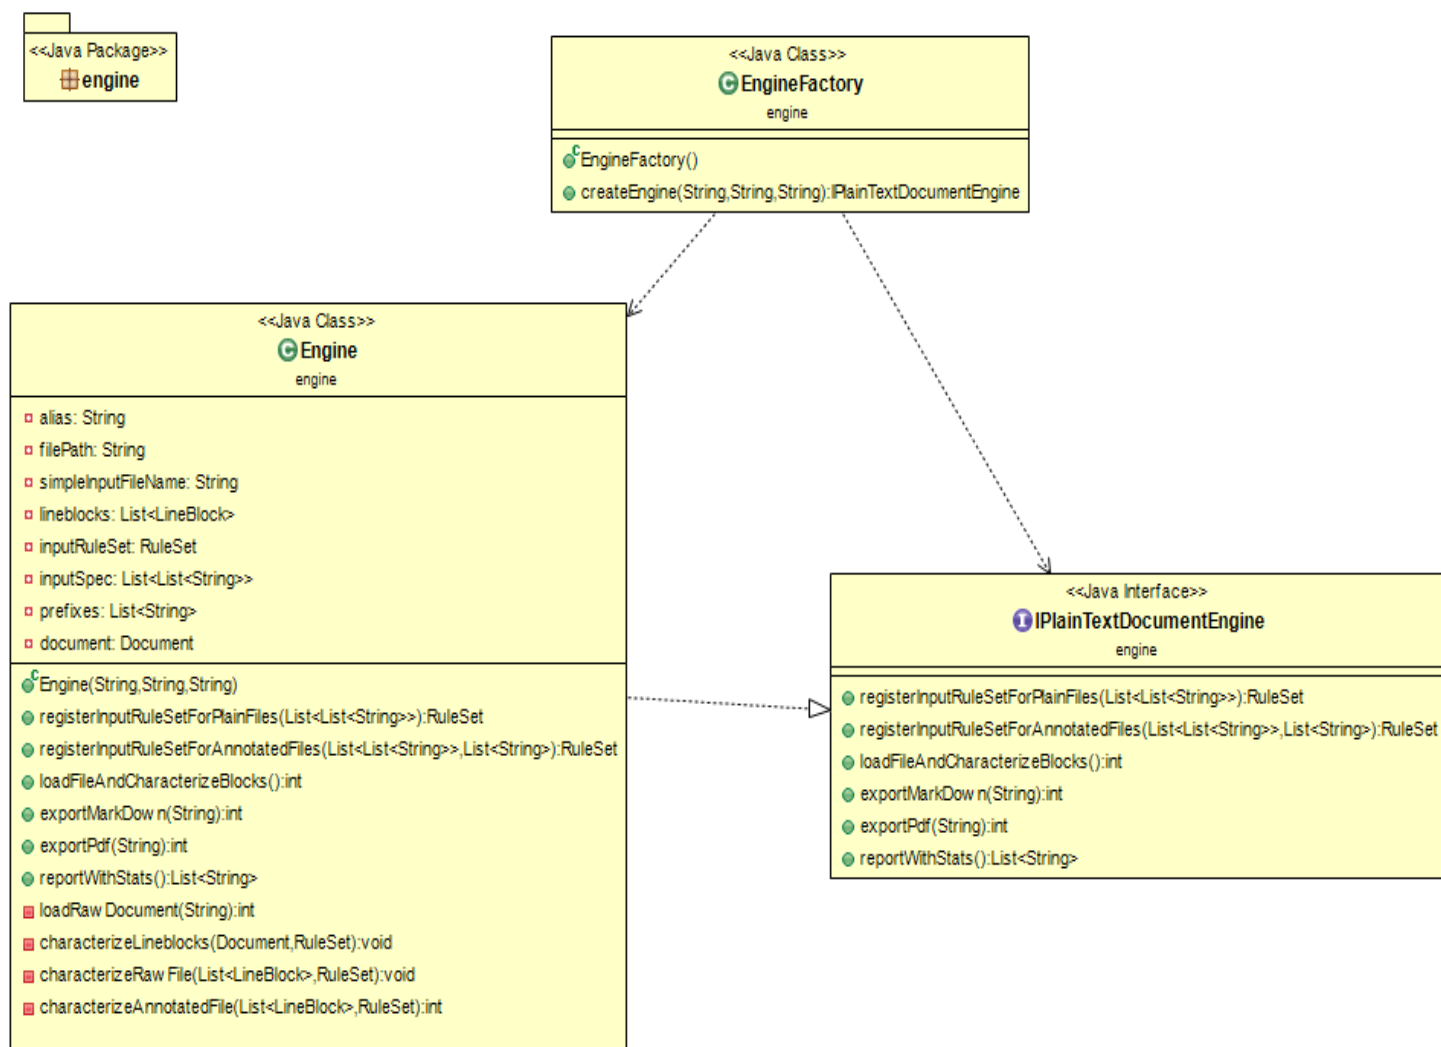 <<Java Package>>
engine
<<Java Class>>
EngineFactory
engine
EngineFactory()
createEngine(String,String,String):IPlainTextDocumentEngine
<<Java Class>>
Engine
engine
alias: String
filePath: String
simpleInputFileName: String
lineblocks: List<LineBlock>
inputRuleSet: RuleSet
inputSpec: List<List<String>>
prefixes: List<String>
document: Document
Engine(String,String,String)
registerInputRuleSetForPlainFiles(List<List<String>>):RuleSet
registerInputRuleSetForAnnotatedFiles(List<List<String>>,List<String>):RuleSet
loadFileAndCharacterizeBlocks():int
exportMarkDown(String):int
exportPdf(String):int
reportWithStats():List<String>
loadRawDocument(String):int
characterizeLineblocks(Document,RuleSet):void
characterizeRawFile(List<LineBlock>,RuleSet):void
characterizeAnnotatedFile(List<LineBlock>,RuleSet):int
<<Java Interface>>
IPlainTextDocumentEngine
engine
registerInputRuleSetForPlainFiles(List<List<String>>):RuleSet
registerInputRuleSetForAnnotatedFiles(List<List<String>>,List<String>):RuleSet
loadFileAndCharacterizeBlocks():int
exportMarkDown(String):int
exportPdf(String):int
reportWithStats():List<String>